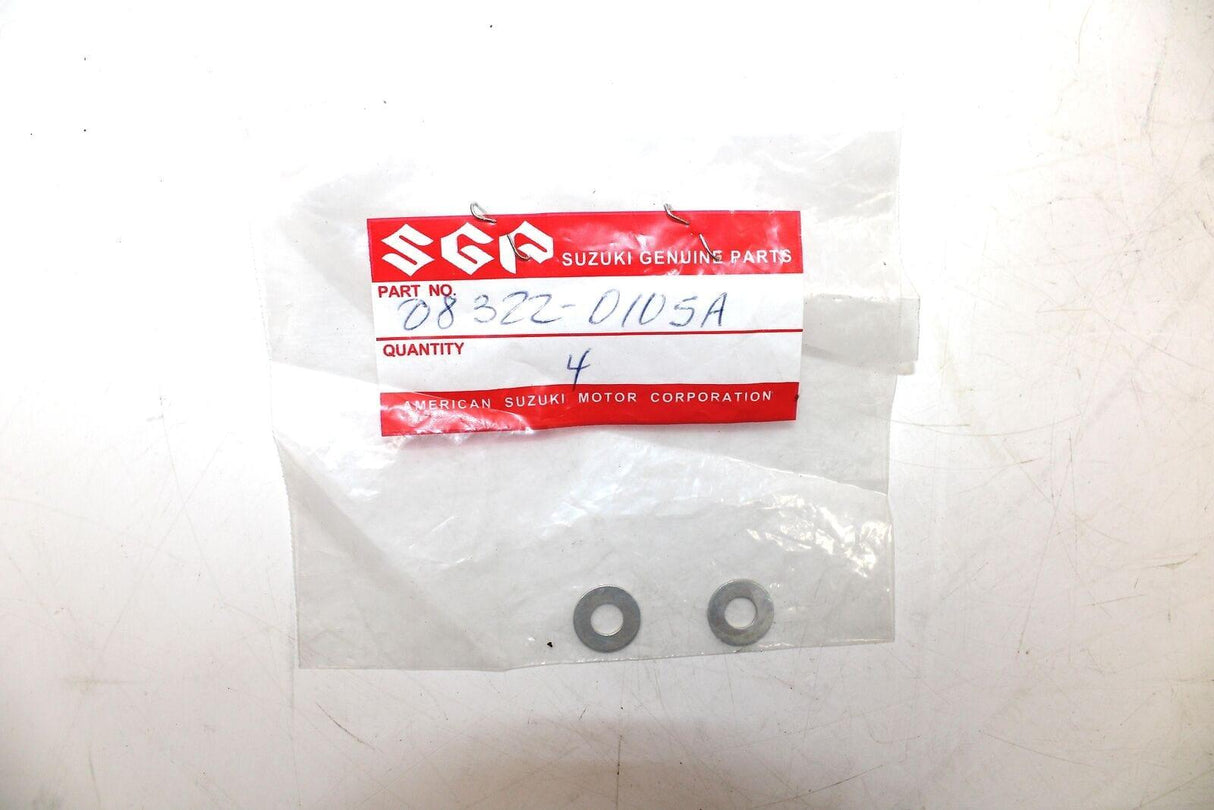 SGP SUZUKI GENUINE PARTS
PART NO. 08322-0105A
QUANTITY 4
AMERICAN SUZUKI MOTOR CORPORATION